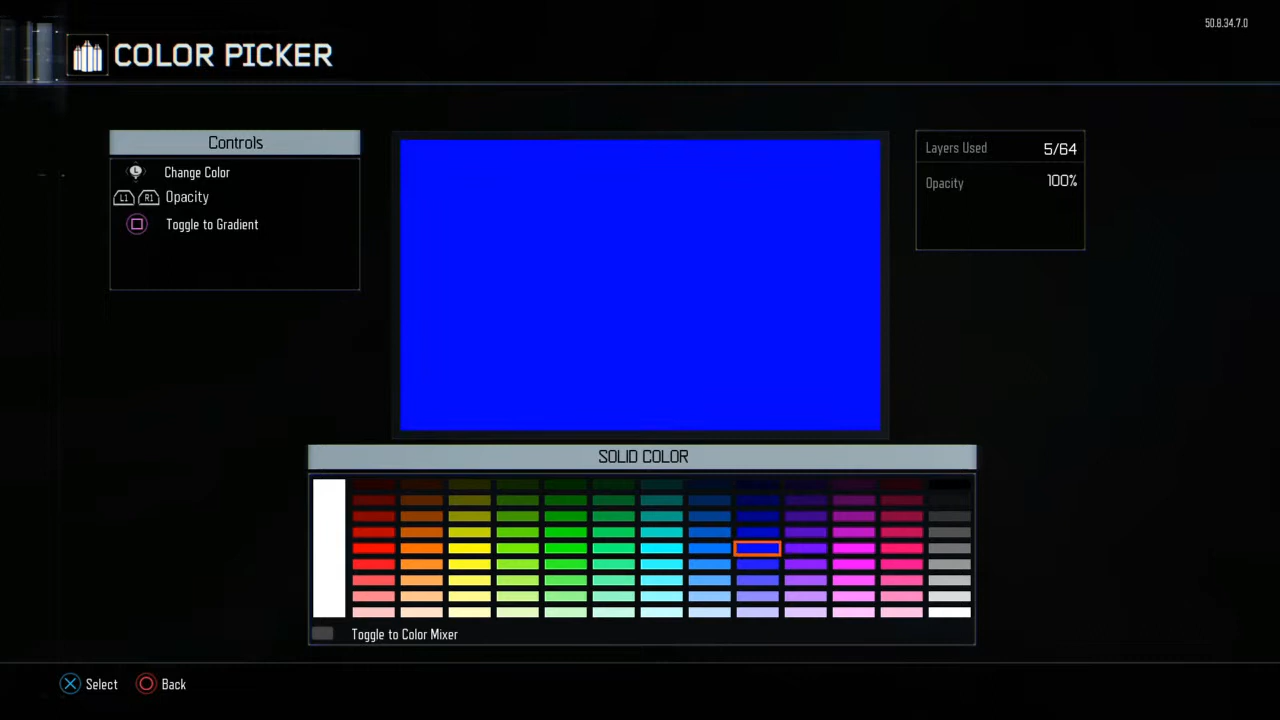 50.8.34.7.0
COLOR PICKER
Controls
L Change Color
L1 R1 Opacity
Toggle to Gradient
Layers Used 5/64
Opacity 100%
SOLID COLOR
Toggle to Color Mixer
Select Back